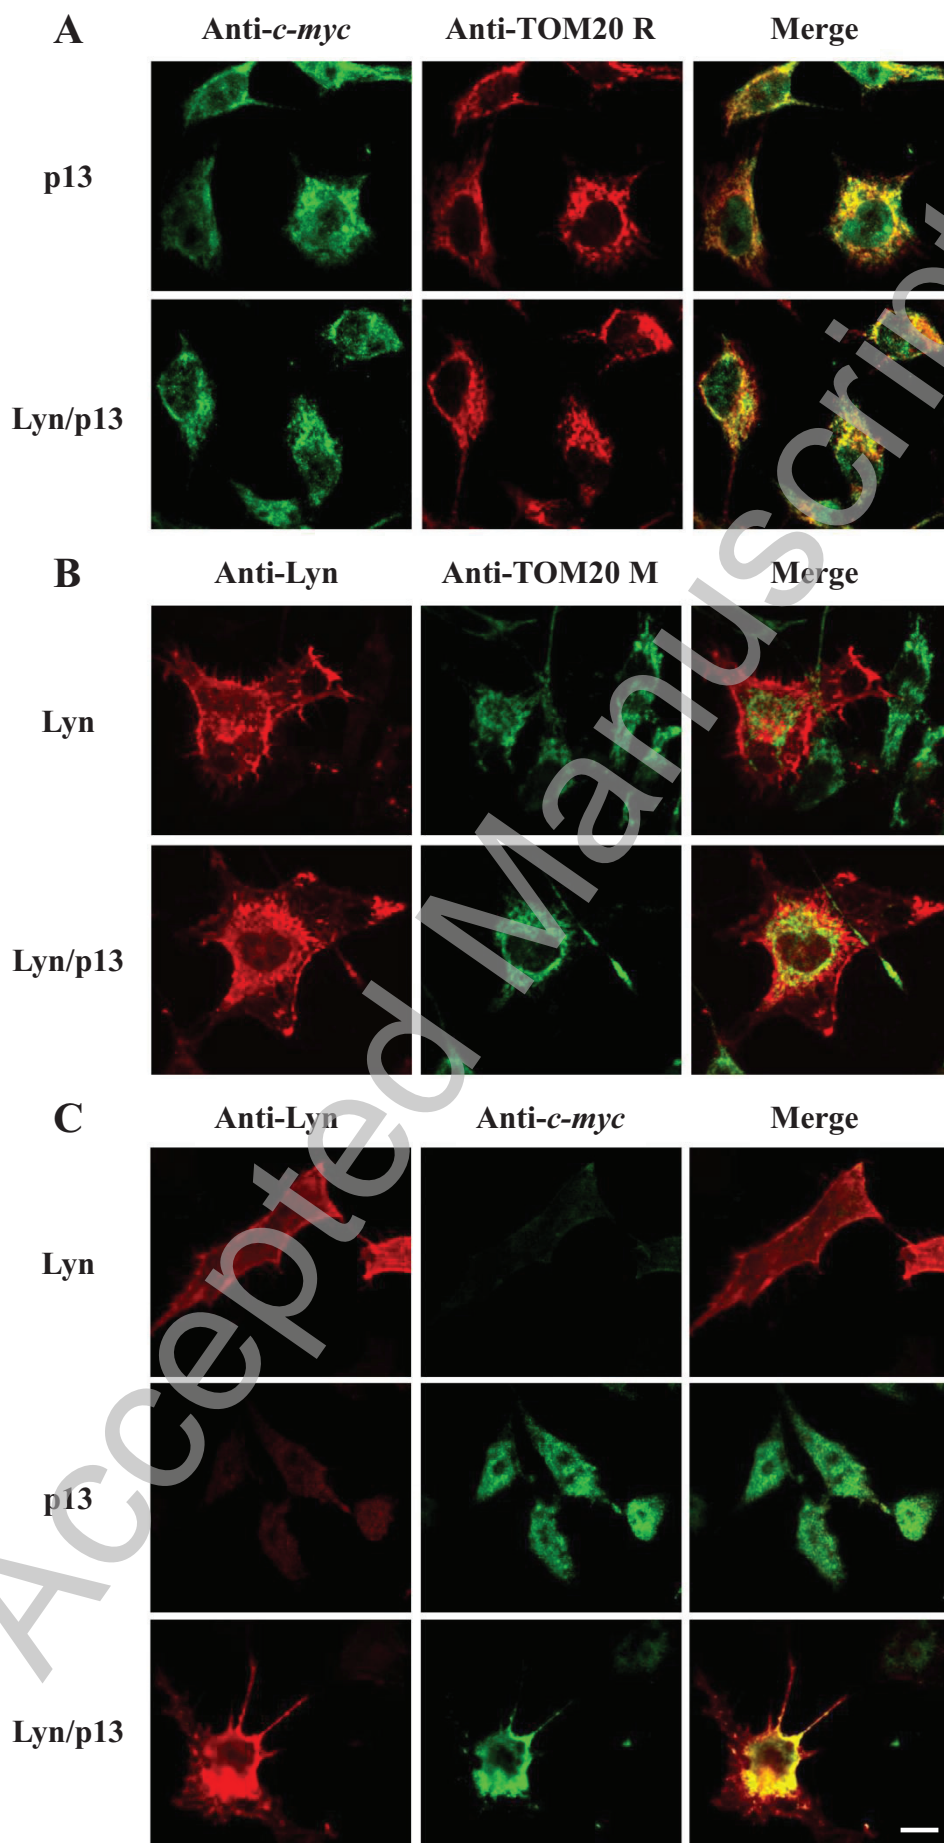 A Anti-c-myc Anti-TOM20 R Merge
p13
Lyn/p13
B Anti-Lyn Anti-TOM20 M Merge
Lyn
Lyn/p13
C Anti-Lyn Anti-c-myc Merge
Lyn
p13
Lyn/p13
Accepted Manuscript